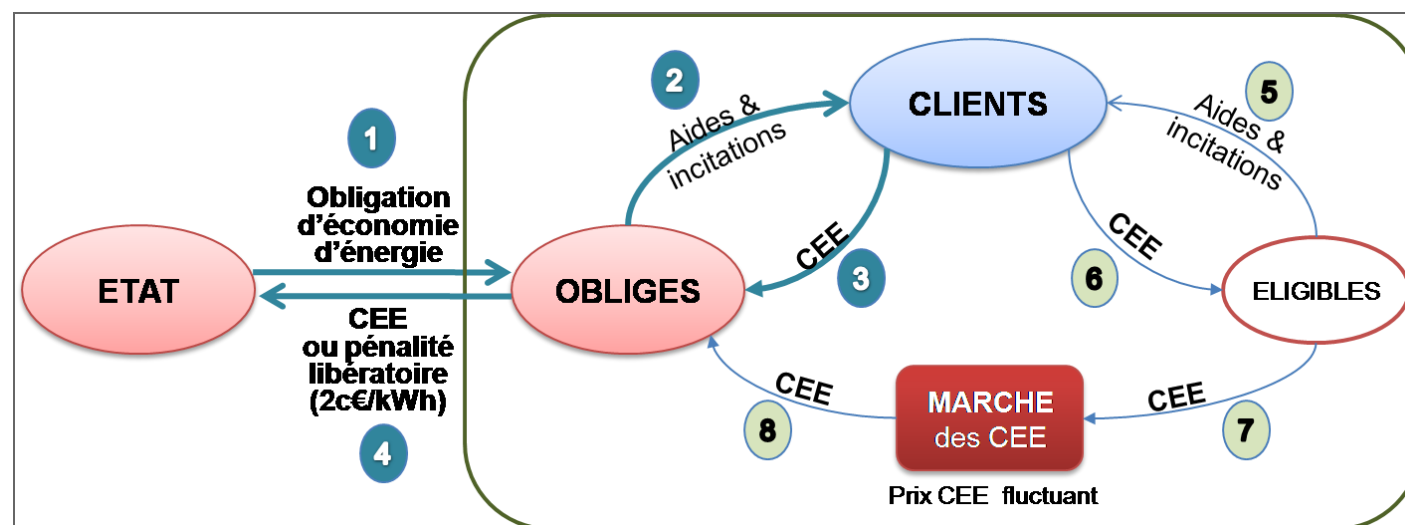 1
Obligation
d'économie
d'énergie
ETAT
CEE
ou pénalité
libératoire
(2c€/kWh)
4
2
Aides &
incitations
CLIENTS
5
Aides &
incitations
OBLIGES
CEE
3
CEE
6
ELIGIBLES
CEE
8
MARCHE
des CEE
CEE
7
Prix CEE fluctuant